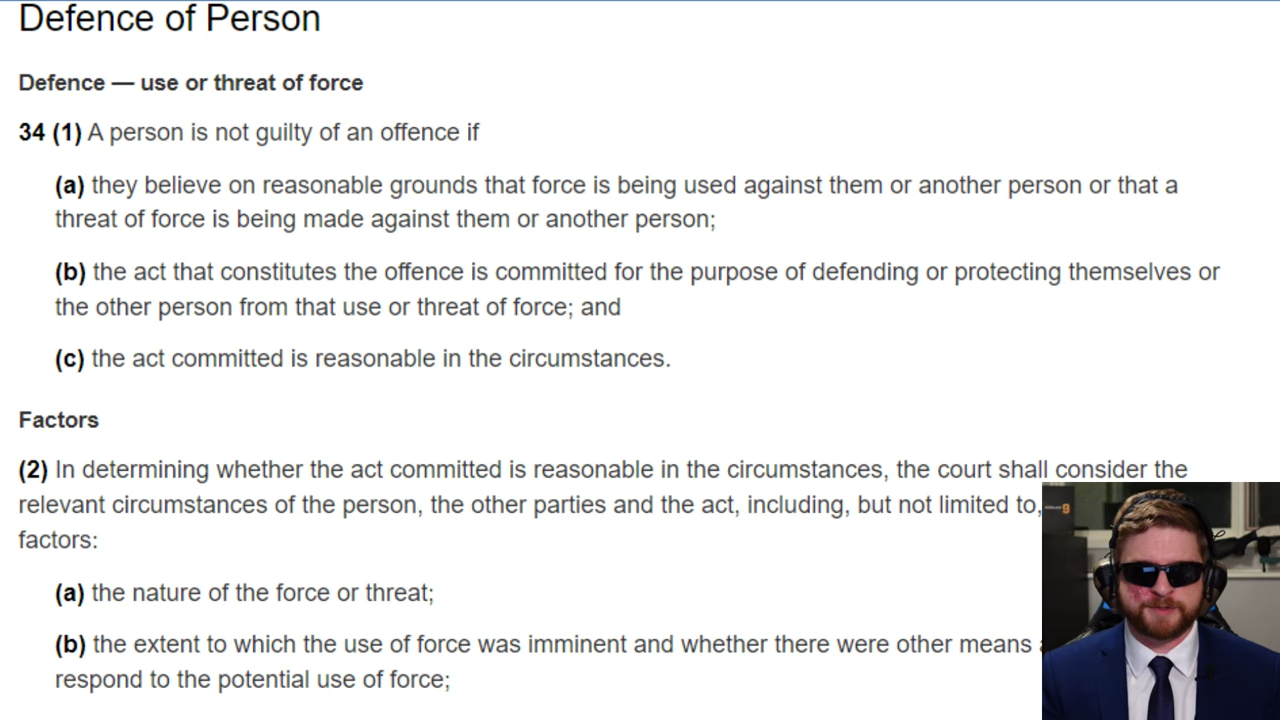 Defence of Person
Defence — use or threat of force
34 (1) A person is not guilty of an offence if
(a) they believe on reasonable grounds that force is being used against them or another person or that a
threat of force is being made against them or another person;
(b) the act that constitutes the offence is committed for the purpose of defending or protecting themselves or
the other person from that use or threat of force; and
(c) the act committed is reasonable in the circumstances.
Factors
(2) In determining whether the act committed is reasonable in the circumstances, the court shall consider the
relevant circumstances of the person, the other parties and the act, including, but not limited to,
factors:
(a) the nature of the force or threat;
(b) the extent to which the use of force was imminent and whether there were other means
respond to the potential use of force;